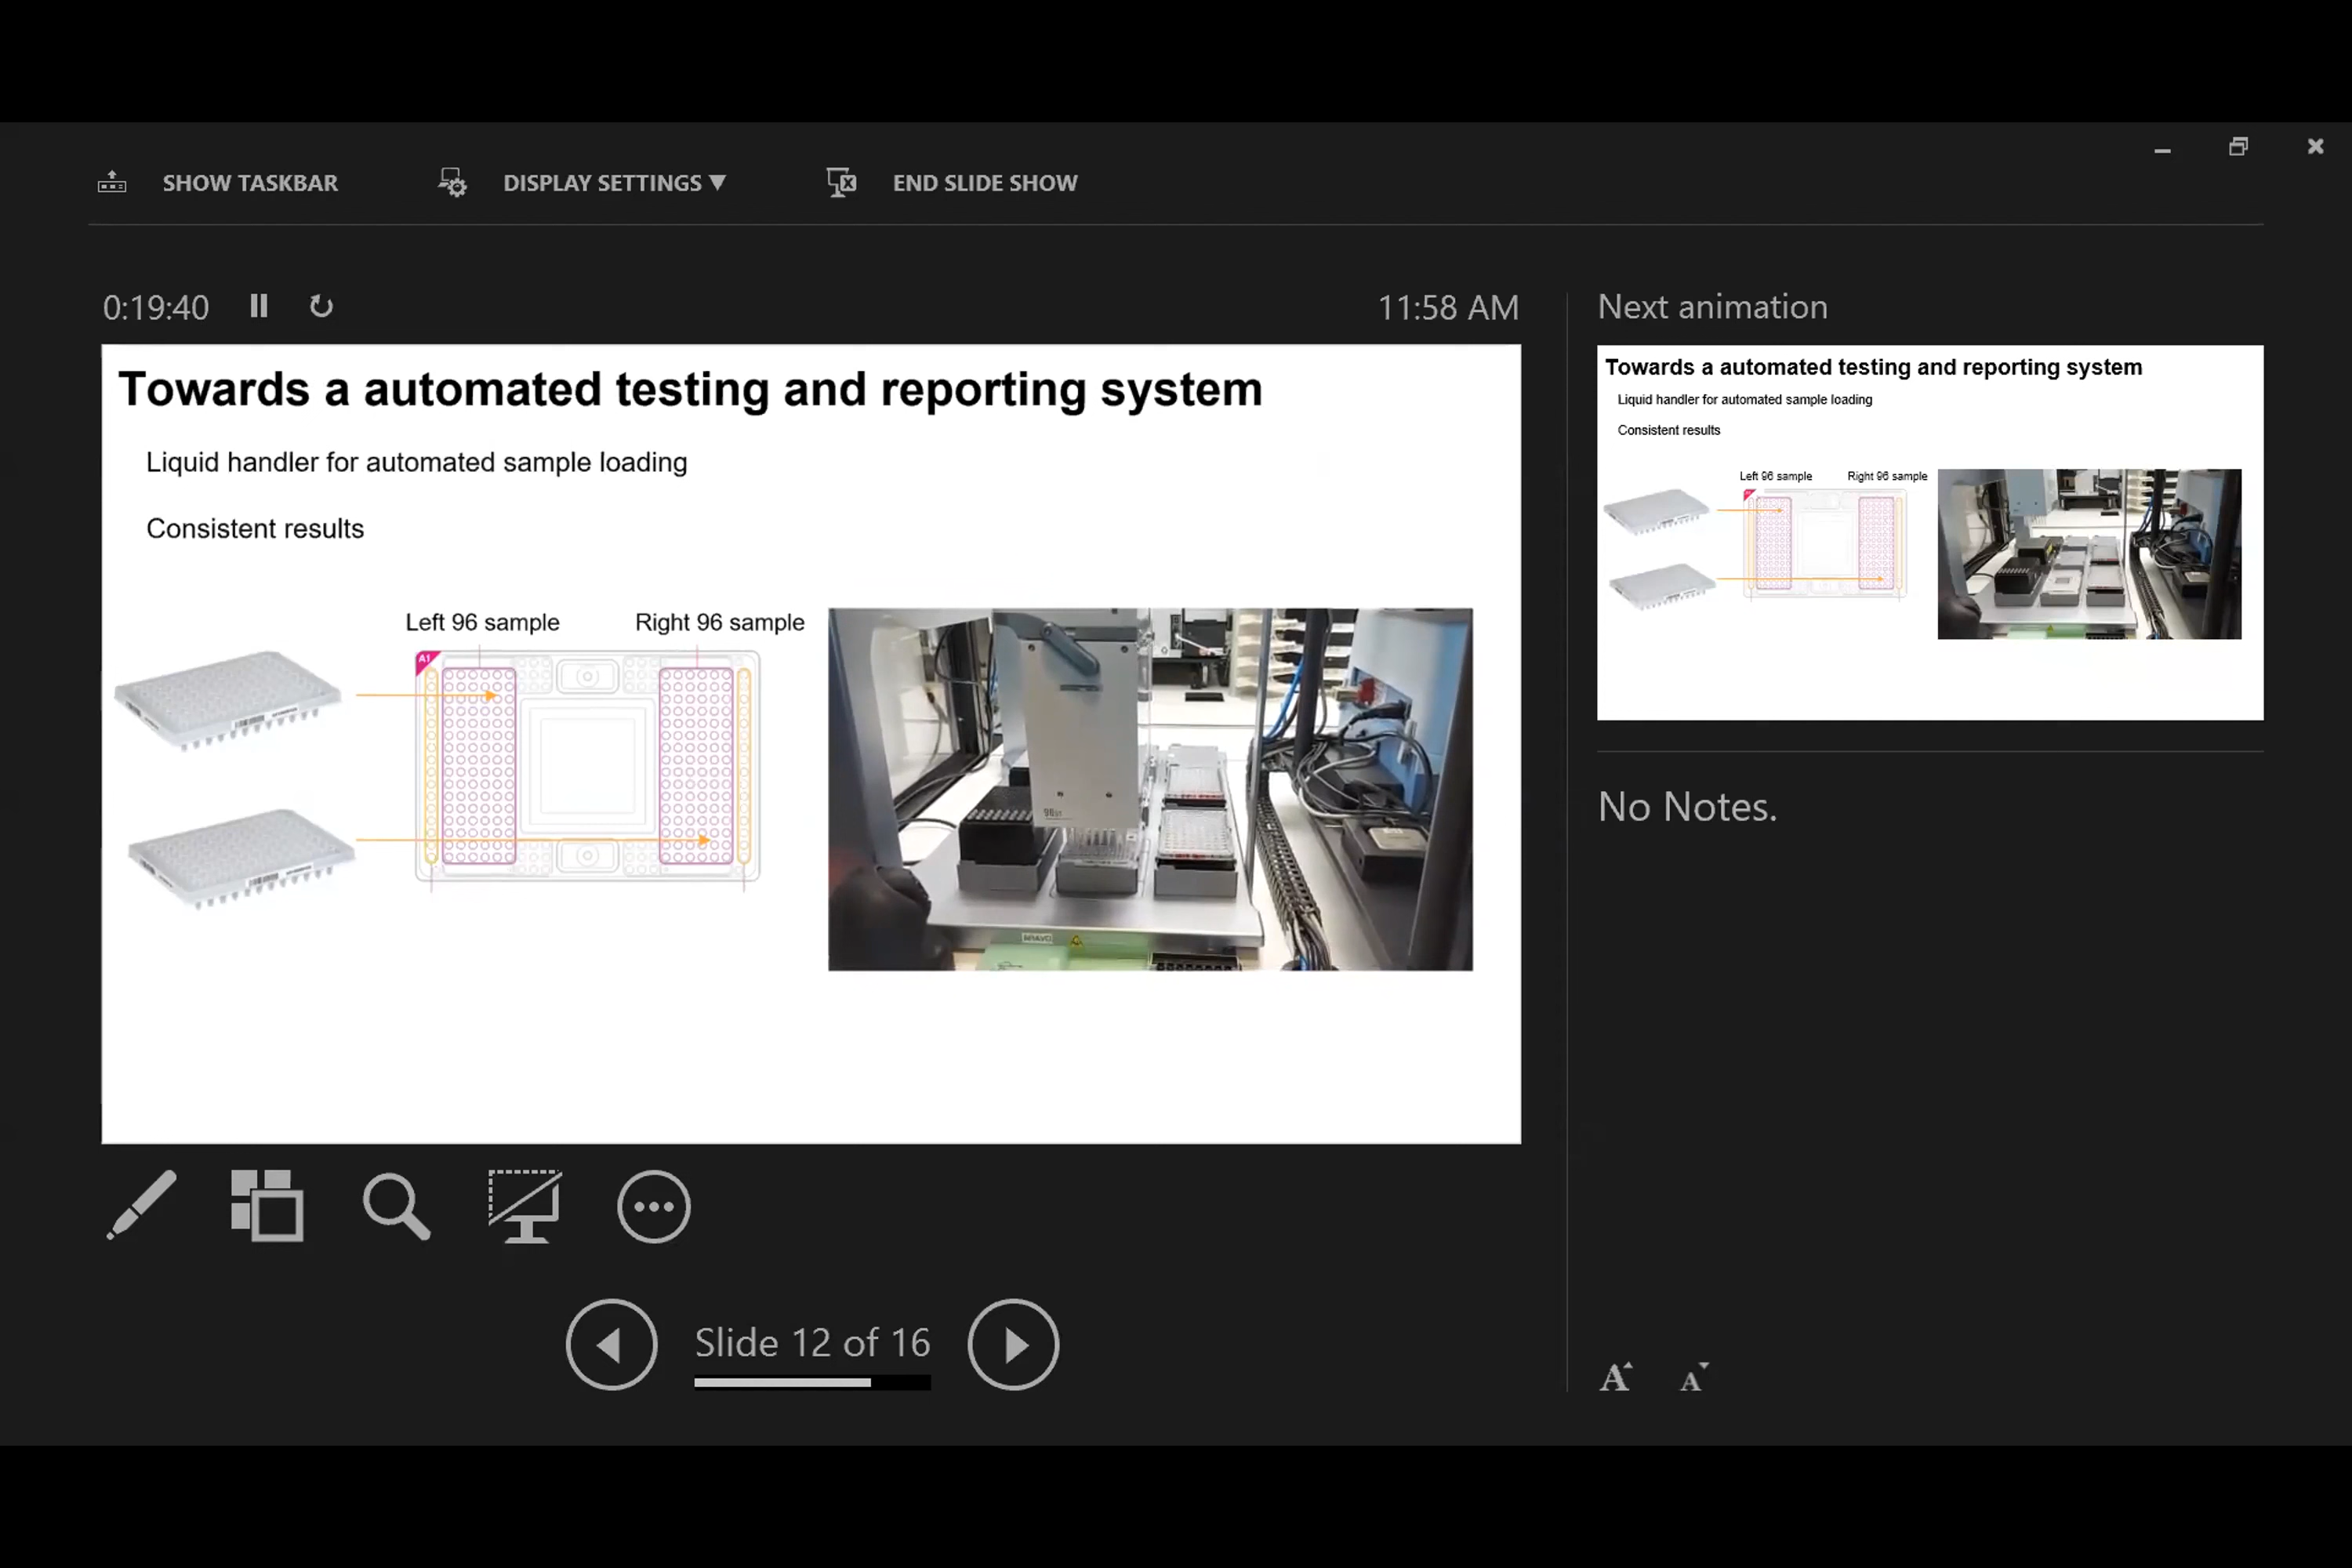 SHOW TASKBAR
DISPLAY SETTINGS ▼
END SLIDE SHOW
0:19:40
11:58 AM
Next animation
Towards a automated testing and reporting system
Liquid handler for automated sample loading
Consistent results
Left 96 sample
Right 96 sample
A1
BRAVO
Towards a automated testing and reporting system
Liquid handler for automated sample loading
Consistent results
Left 96 sample
Right 96 sample
No Notes.
Slide 12 of 16
A
A